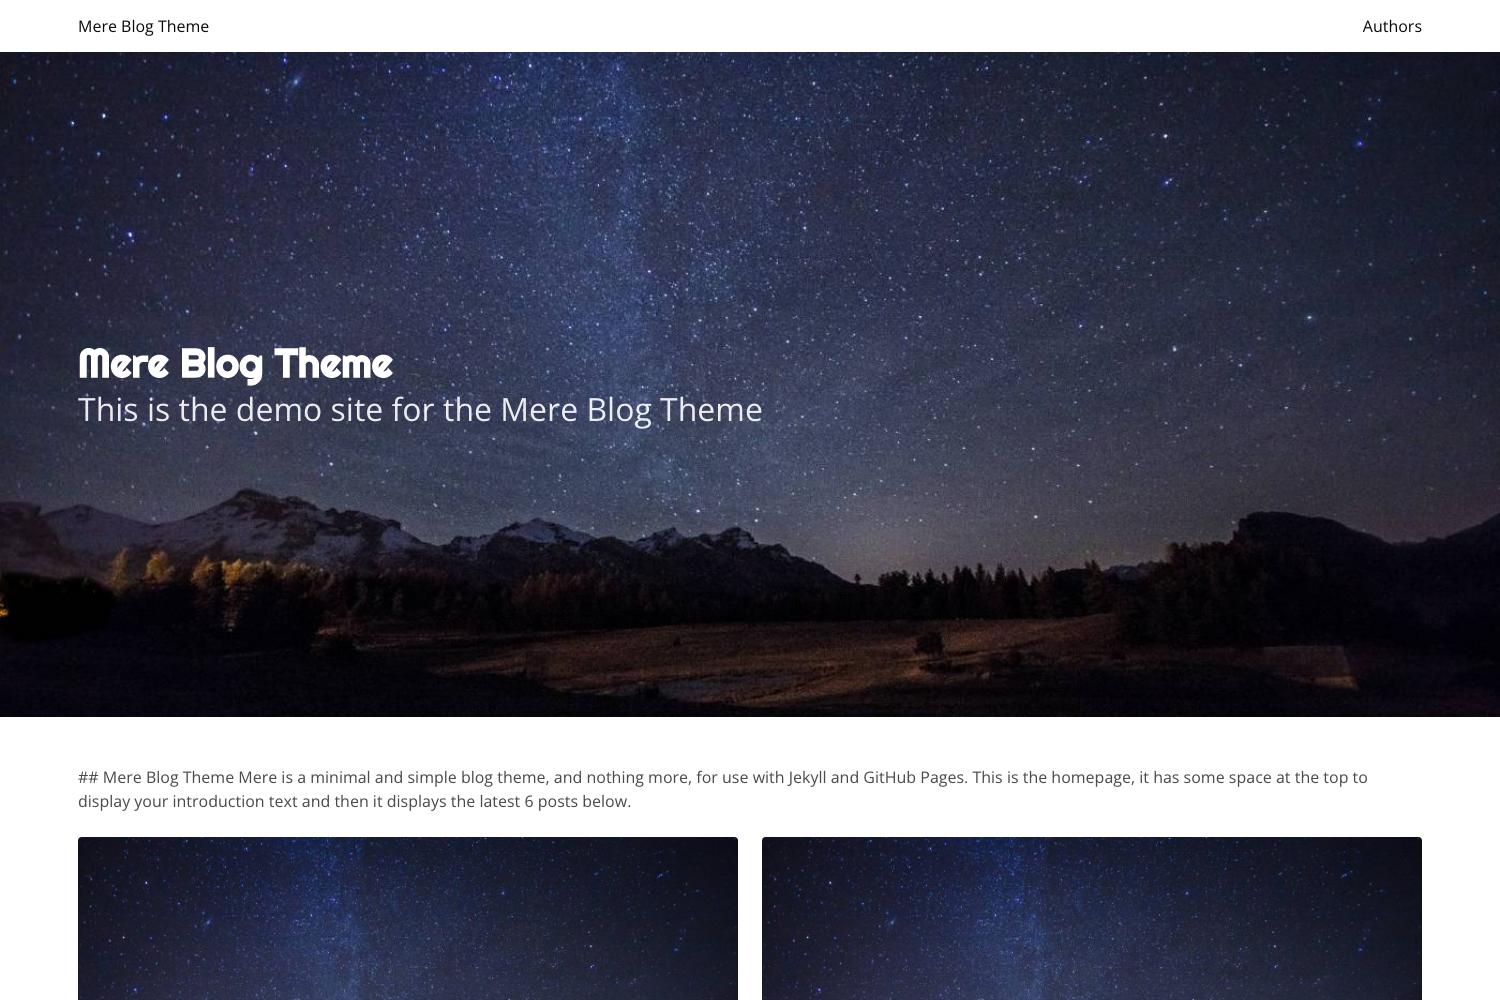 Mere Blog Theme
Authors
Mere Blog Theme
This is the demo site for the Mere Blog Theme
## Mere Blog Theme Mere is a minimal and simple blog theme, and nothing more, for use with Jekyll and GitHub Pages. This is the homepage, it has some space at the top to
display your introduction text and then it displays the latest 6 posts below.